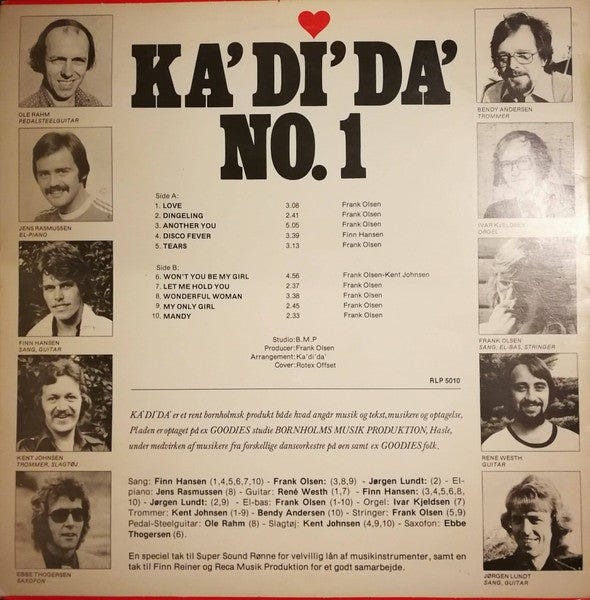 KA' DI' DA'
NO. 1
OLE RAHM
PEDALSTEELGUITAR
JENS RASMUSSEN
EL-PIANO
FINN HANSEN
SANG, GUITAR
KENT JOHNSEN
TROMMER, SLAGTØJ
EBBE THOGERSEN
SAXOFON
BENDY ANDERSEN
TROMMER
IVAR KJELDSEN
ORGEL
FRANK OLSEN
SANG, EL-BAS, STRINGER
RENE WESTH
GUITAR
JØRGEN LUNDT
SANG, GUITAR
Side A:
1. LOVE 3.08 Frank Olsen
2. DINGELING 2.41 Frank Olsen
3. ANOTHER YOU 5.05 Frank Olsen
4. DISCO FEVER 3.39 Finn Hansen
5. TEARS 3.13 Frank Olsen
Side B:
6. WON'T YOU BE MY GIRL 4.56 Frank Olsen-Kent Johnsen
7. LET ME HOLD YOU 2.37 Frank Olsen
8. WONDERFUL WOMAN 3.38 Frank Olsen
9. MY ONLY GIRL 2.45 Frank Olsen
10. MANDY 2.33 Frank Olsen
Studio: B.M.P
Producer: Frank Olsen
Arrangement: Ka'di'da'
Cover: Rotex Offset
RLP 5010
KA'DI'DA' er et rent bornholmsk produkt både hvad angår musik og tekst, musikere og optagelse,
Pladen er optaget på ex GOODIES studie BORNHOLMS MUSIK PRODUKTION, Hasle,
under medvirken af musikere fra forskellige danseorkestre på øen samt ex GOODIES folk.
Sang: Finn Hansen (1,4,5,6,7,10) - Frank Olsen: (3,8,9) - Jørgen Lundt: (2) - El-
piano: Jens Rasmussen (8) - Guitar: René Westh (1,7) - Finn Hansen: (3,4,5,6,8,
10) - Jørgen Lundt: (2,9) - El-bas: Frank Olsen (1-10) - Orgel: Ivar Kjeldsen (7)
Trommer: Kent Johnsen (1-9) - Bendy Andersen (10) - Stringer: Frank Olsen (5,9)
Pedal-Steelguitar: Ole Rahm (8) - Slagtøj: Kent Johnsen (4,9,10) - Saxofon: Ebbe
Thogersen (6).
En speciel tak til Super Sound Rønne for velvillig lån af musikinstrumenter, samt en
tak til Finn Reiner og Reca Musik Produktion for et godt samarbejde.